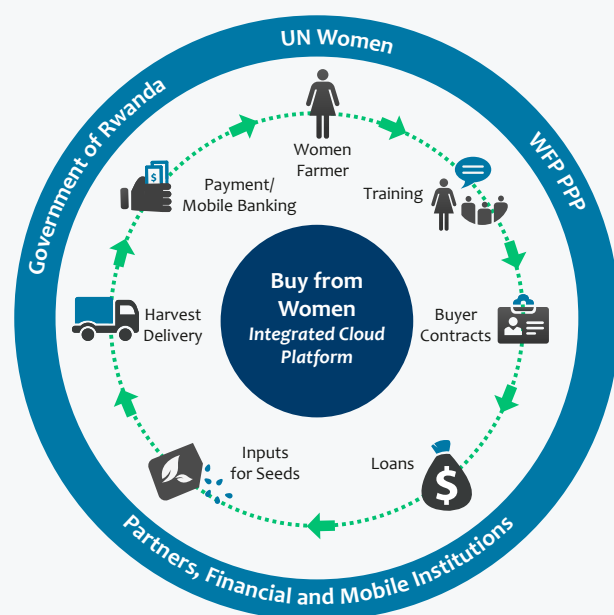 UN Women
Government of Rwanda
WFP PPP
Women
Farmer
Training
Payment/
Mobile Banking
Buy from
Women
Integrated Cloud
Platform
Harvest
Delivery
Buyer
Contracts
Inputs
for Seeds
Loans
$
$
Partners, Financial and Mobile Institutions